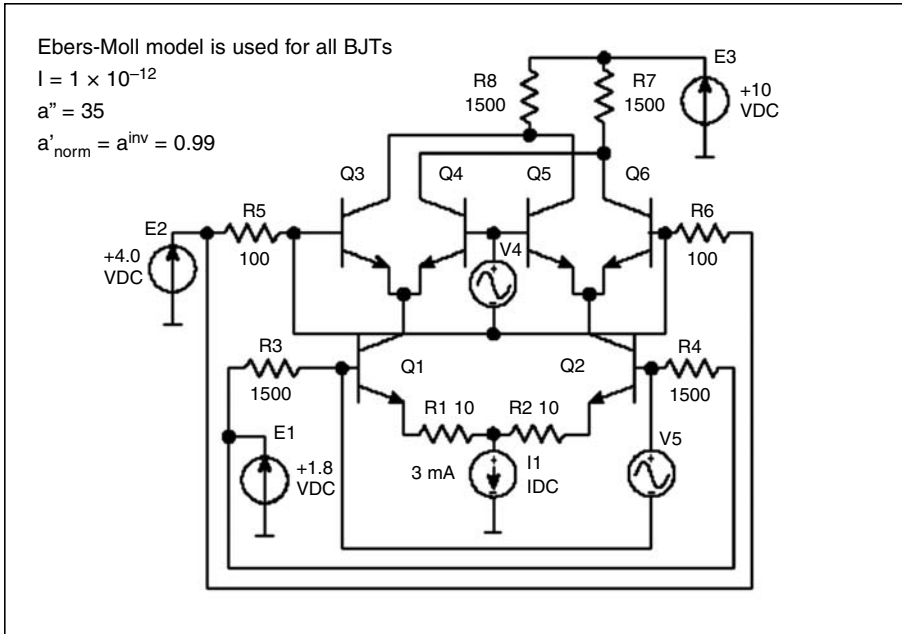 Ebers-Moll model is used for all BJTs
I = 1 × 10⁻¹²
a” = 35
a’norm = aⁱⁿᵛ = 0.99
R8
1500
R7
1500
E3
+10
VDC
Q3
Q4
Q5
Q6
R5
100
E2
+4.0
VDC
V4
R6
100
R3
1500
Q1
Q2
R4
1500
R1 10
R2 10
E1
+1.8
VDC
3 mA
I1
IDC
V5